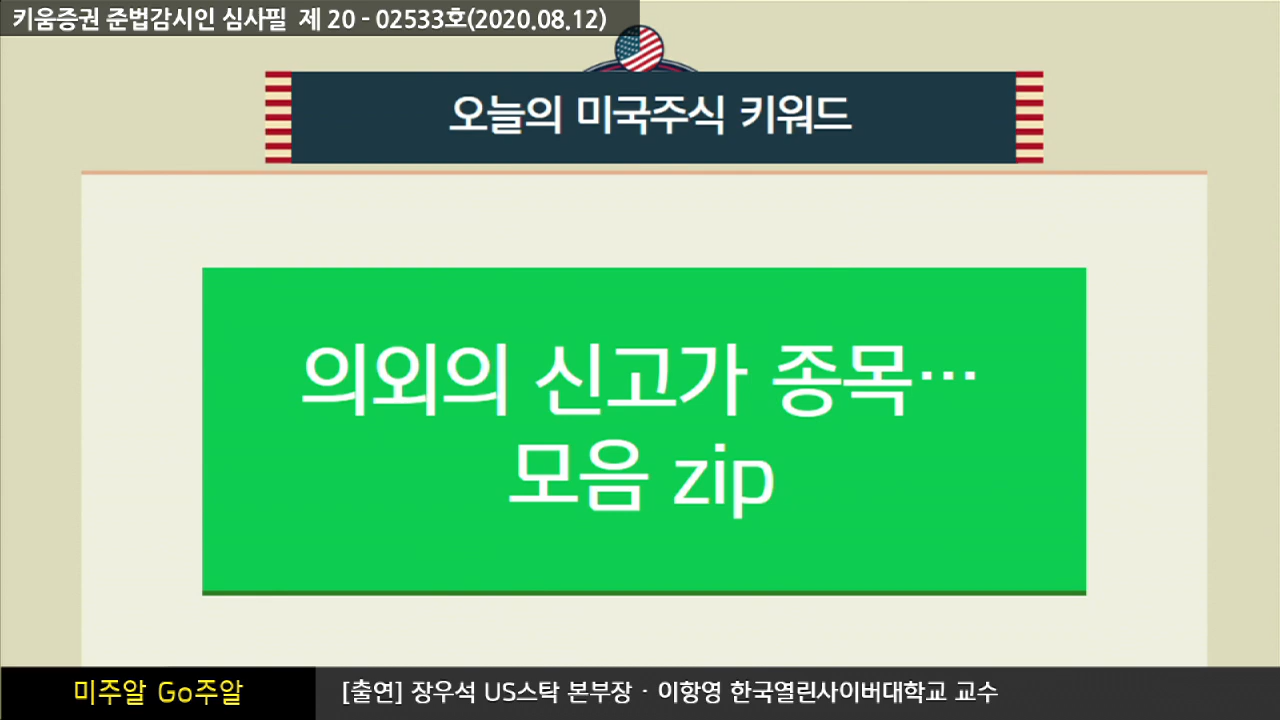 키움증권 준법감시인 심사필 제 20 - 02533호(2020.08.12)
오늘의 미국주식 키워드
의외의 신고가 종목…
모음 zip
미주알 Go주알
[출연] 장우석 US스탁 본부장 · 이항영 한국열린사이버대학교 교수